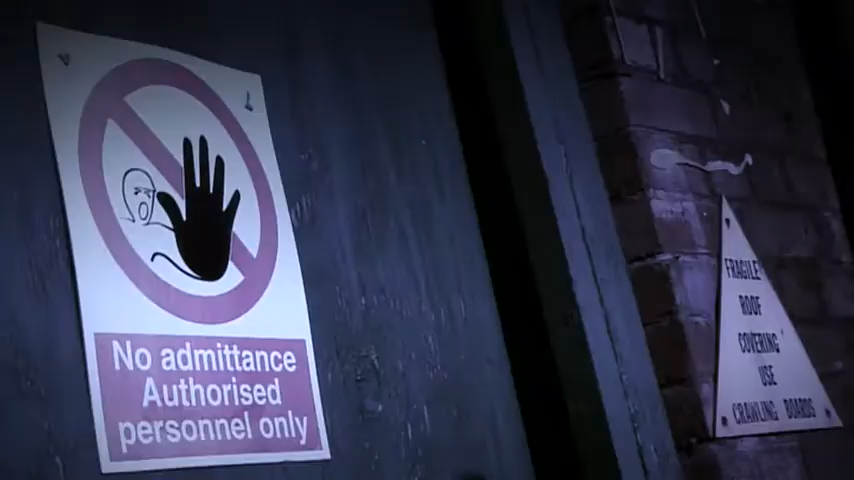 No admittance
Authorised
personnel only
FRAGILE
ROOF
COVERING
USE
CRAWLING BOARDS